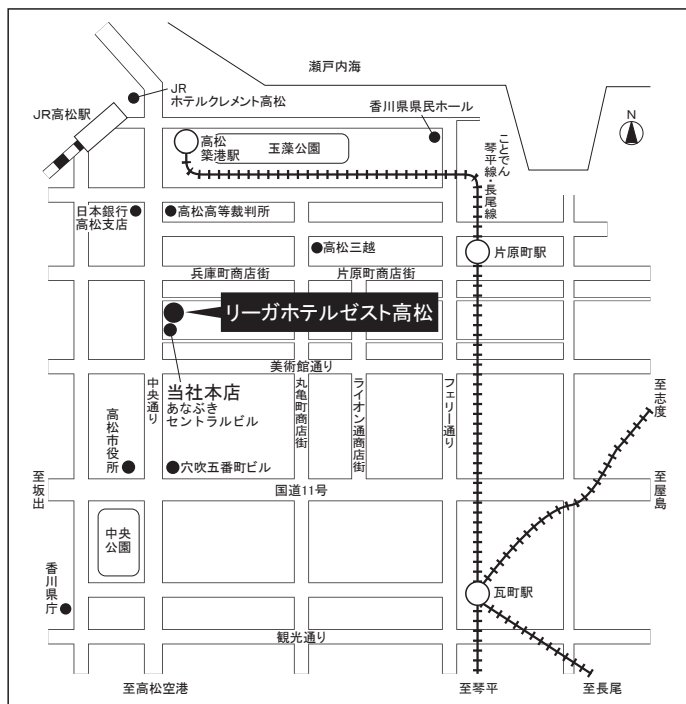 瀬戸内海
JR
ホテルクレメント高松
JR高松駅
香川県県民ホール
N
高松
築港駅
玉藻公園
ことでん
琴平線・長尾線
日本銀行
高松支店
高松高等裁判所
高松三越
片原町駅
兵庫町商店街
片原町商店街
リーガホテルゼスト高松
美術館通り
中央通り
当社本店
あなぶき
セントラルビル
丸亀町商店街
ライオン通商店街
フェリー通り
至志度
高松市役所
穴吹五番町ビル
至坂出
国道11号
至屋島
中央
公園
香川県庁
瓦町駅
観光通り
至高松空港
至琴平
至長尾